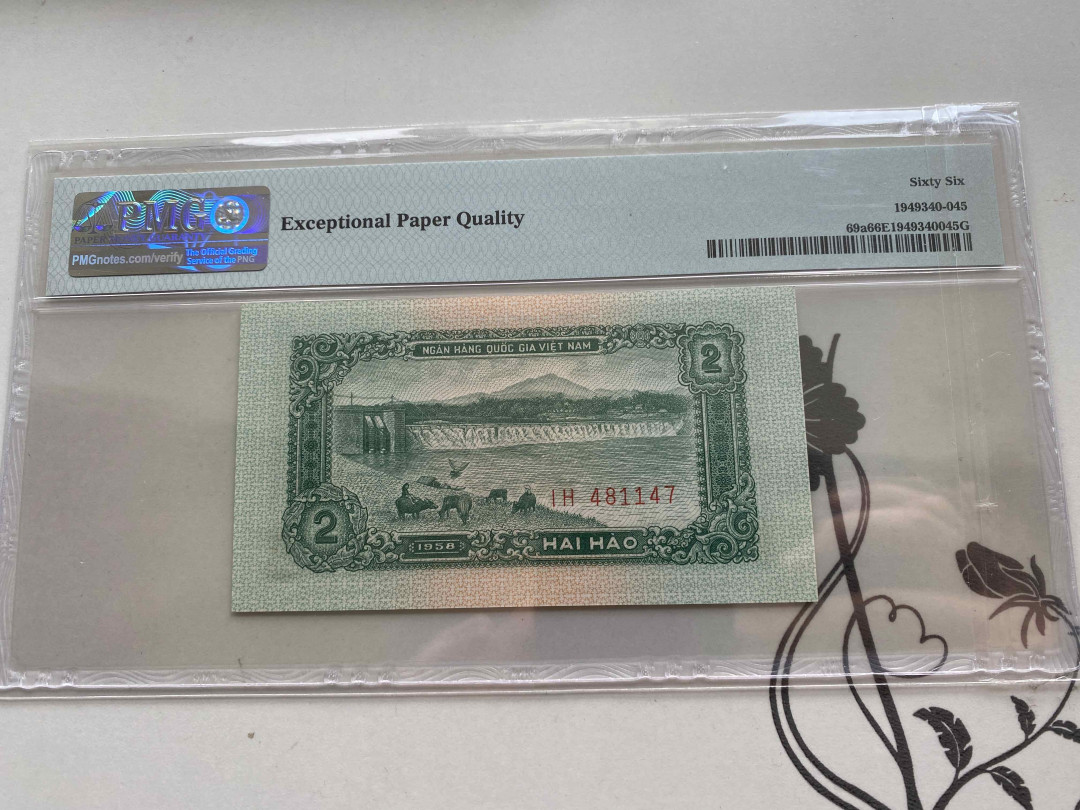 PMG
PMGnotes.com/verify
The Official Grading
Service of the PNG
Exceptional Paper Quality
Sixty Six
1949340-045
69a66E1949340045G
NGÂN HÀNG QUỐC GIA VIỆT NAM
2
IH 481147
2
1958
HAI HÀO